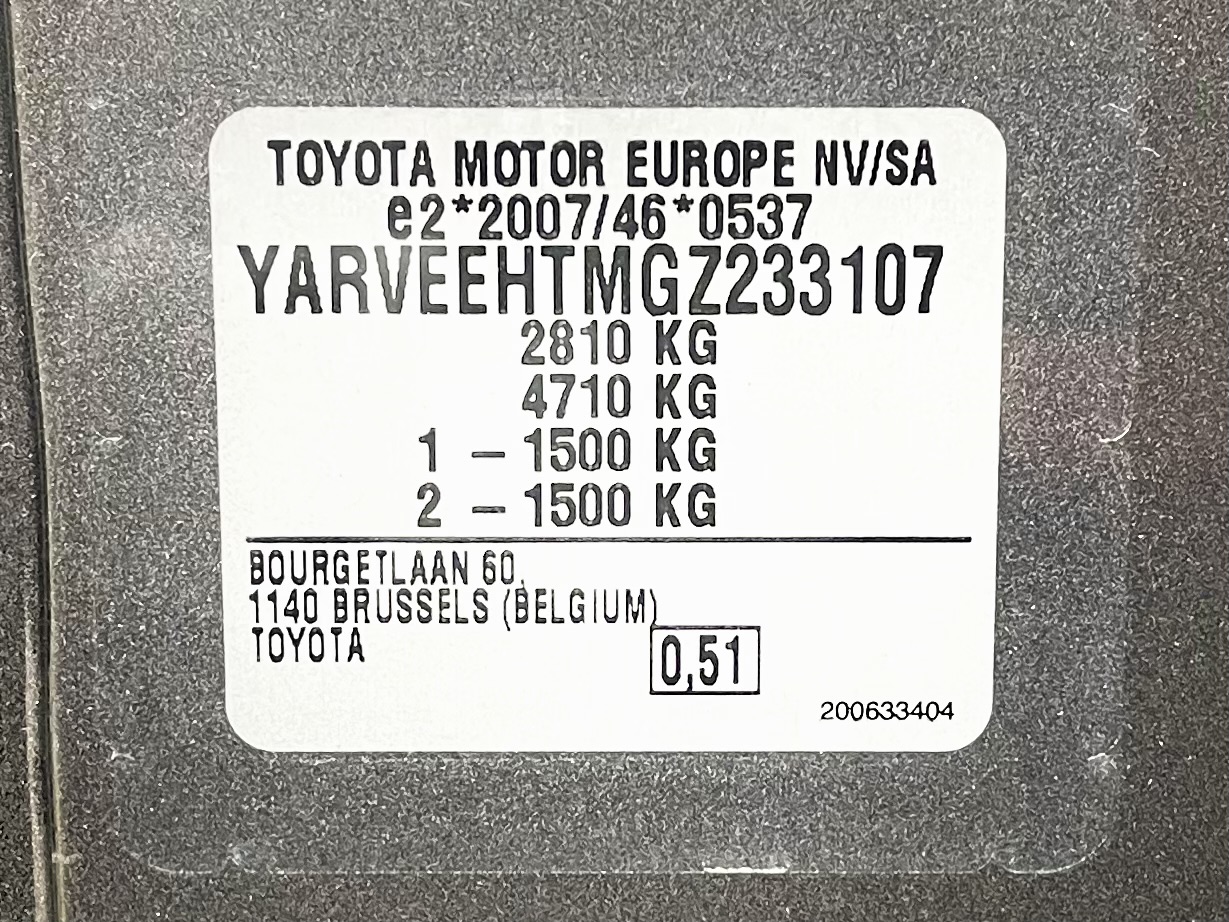 TOYOTA MOTOR EUROPE NV/SA
e2*2007/46*0537
YARVEEHTMGZ233107
2810 KG
4710 KG
1 – 1500 KG
2 – 1500 KG
BOURGETLAAN 60,
1140 BRUSSELS (BELGIUM)
TOYOTA
0,51
200633404